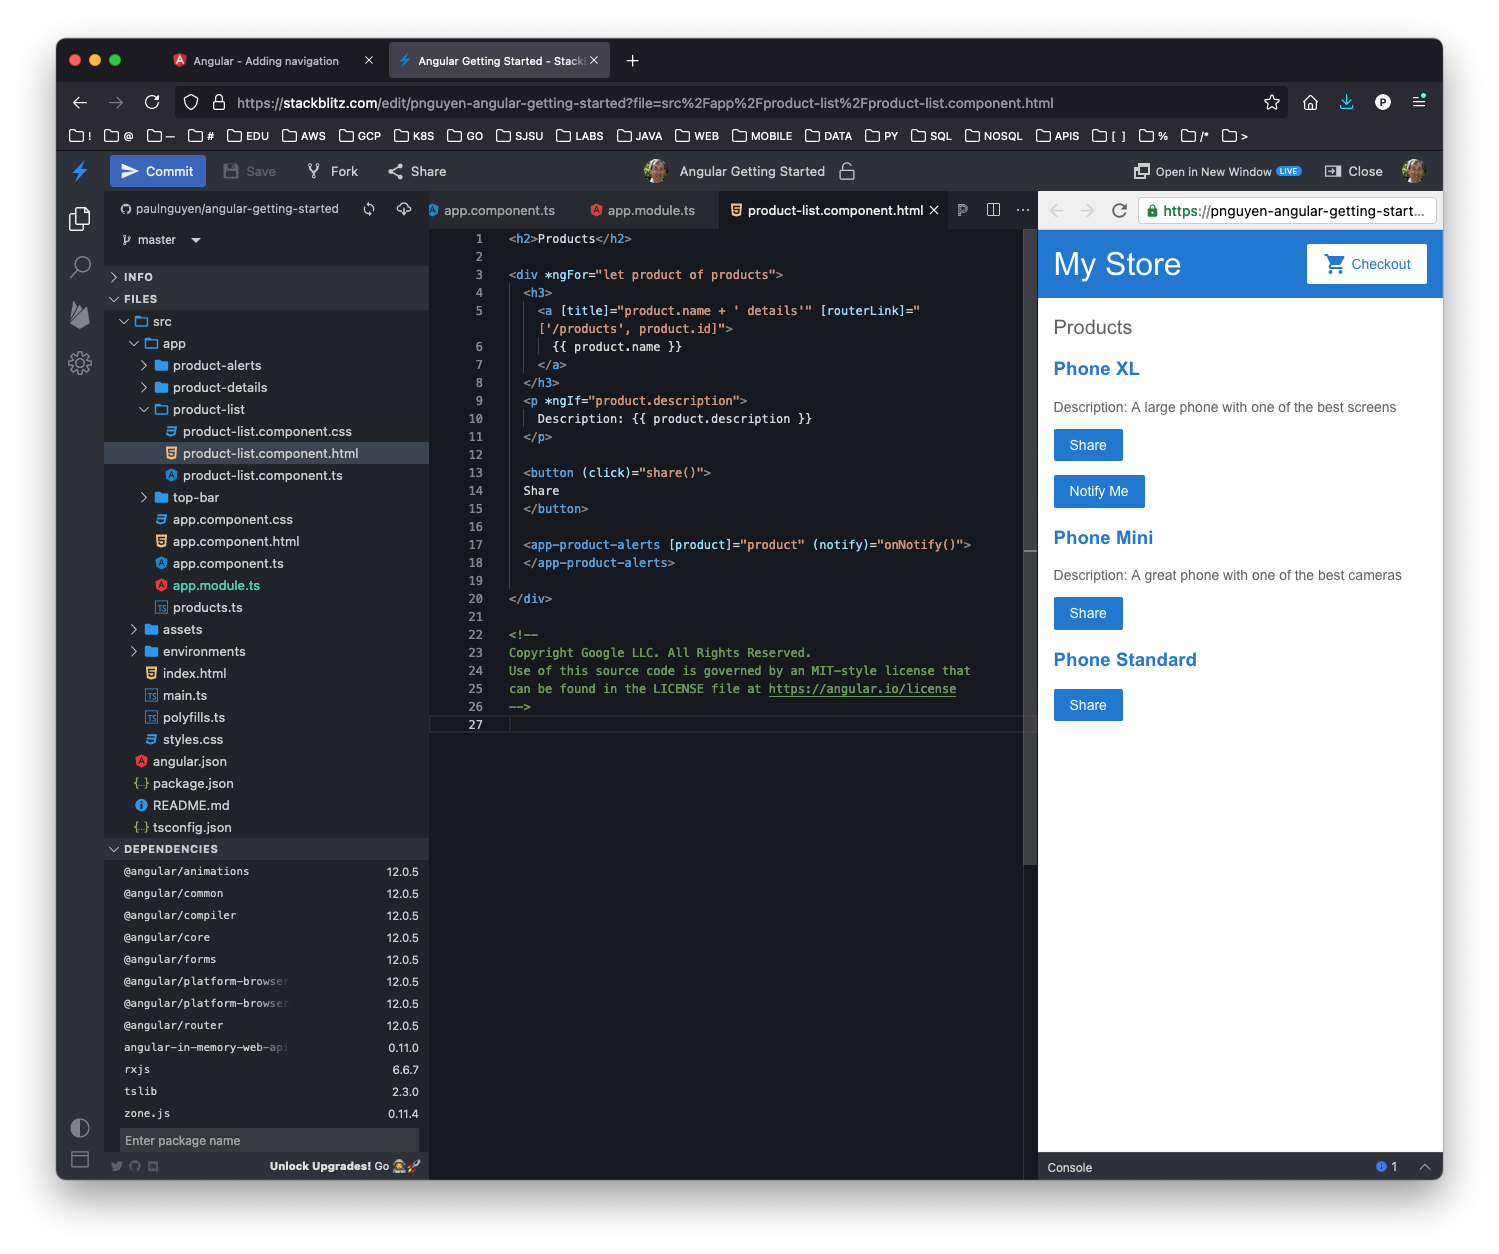 Angular - Adding navigation
Angular Getting Started - Stack
https://stackblitz.com/edit/pnguyen-angular-getting-started?file=src%2Fapp%2Fproduct-list%2Fproduct-list.component.html
P
! @ — # EDU AWS GCP K8S GO SJSU LABS JAVA WEB MOBILE DATA PY SQL NOSQL APIS [ ] % /* >
Commit Save Fork Share Angular Getting Started Open in New Window LIVE Close
paulnguyen/angular-getting-started
master
INFO
FILES
src
app
product-alerts
product-details
product-list
product-list.component.css
product-list.component.html
product-list.component.ts
top-bar
app.component.css
app.component.html
app.component.ts
app.module.ts
products.ts
assets
environments
index.html
main.ts
polyfills.ts
styles.css
angular.json
package.json
README.md
tsconfig.json
DEPENDENCIES
@angular/animations 12.0.5
@angular/common 12.0.5
@angular/compiler 12.0.5
@angular/core 12.0.5
@angular/forms 12.0.5
@angular/platform-browser 12.0.5
@angular/platform-browser 12.0.5
@angular/router 12.0.5
angular-in-memory-web-api 0.11.0
rxjs 6.6.7
tslib 2.3.0
zone.js 0.11.4
Enter package name
Unlock Upgrades! Go
app.component.ts app.module.ts product-list.component.html
1 <h2>Products</h2>
2
3 <div *ngFor="let product of products">
4 <h3>
5 <a [title]="product.name + ' details'" [routerLink]="
['/products', product.id]">
6 {{ product.name }}
7 </a>
8 </h3>
9 <p *ngIf="product.description">
10 Description: {{ product.description }}
11 </p>
12
13 <button (click)="share()">
14 Share
15 </button>
16
17 <app-product-alerts [product]="product" (notify)="onNotify()">
18 </app-product-alerts>
19
20 </div>
21
22 <!--
23 Copyright Google LLC. All Rights Reserved.
24 Use of this source code is governed by an MIT-style license that
25 can be found in the LICENSE file at https://angular.io/license
26 -->
27
https://pnguyen-angular-getting-start...
My Store
Checkout
Products
Phone XL
Description: A large phone with one of the best screens
Share
Notify Me
Phone Mini
Description: A great phone with one of the best cameras
Share
Phone Standard
Share
Console 1